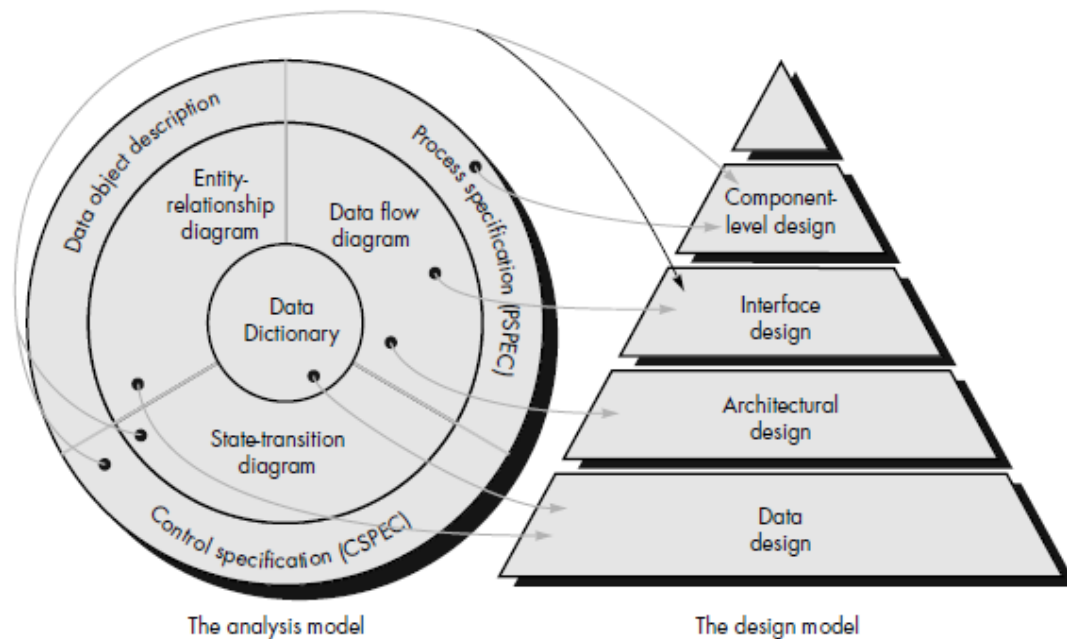 Data object description
Process specification (PSPEC)
Entity-
relationship
diagram
Data flow
diagram
Data
Dictionary
State-transition
diagram
Control specification (CSPEC)
The analysis model
Component-
level design
Interface
design
Architectural
design
Data
design
The design model